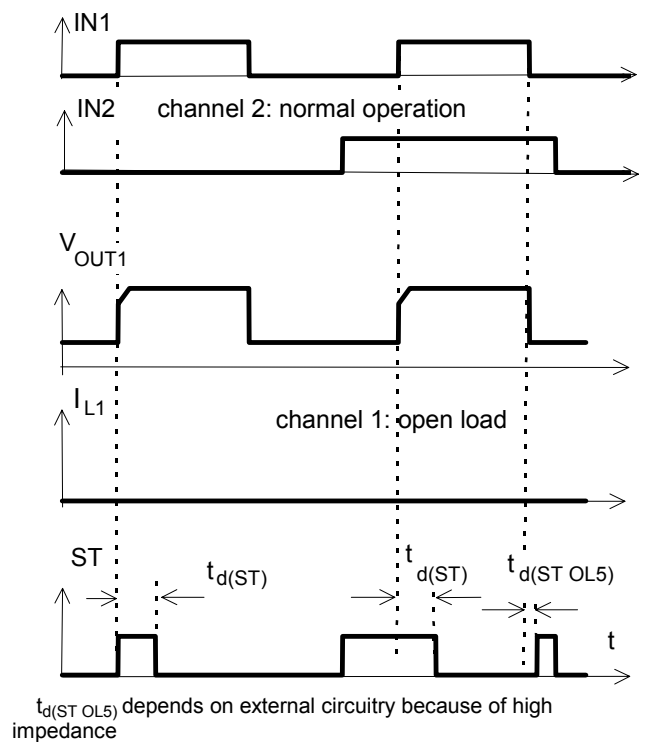 IN1
IN2 channel 2: normal operation
VOUT1
IL1
channel 1: open load
ST td(ST) td(ST) td(ST OL5)
t
td(ST OL5) depends on external circuitry because of high
impedance